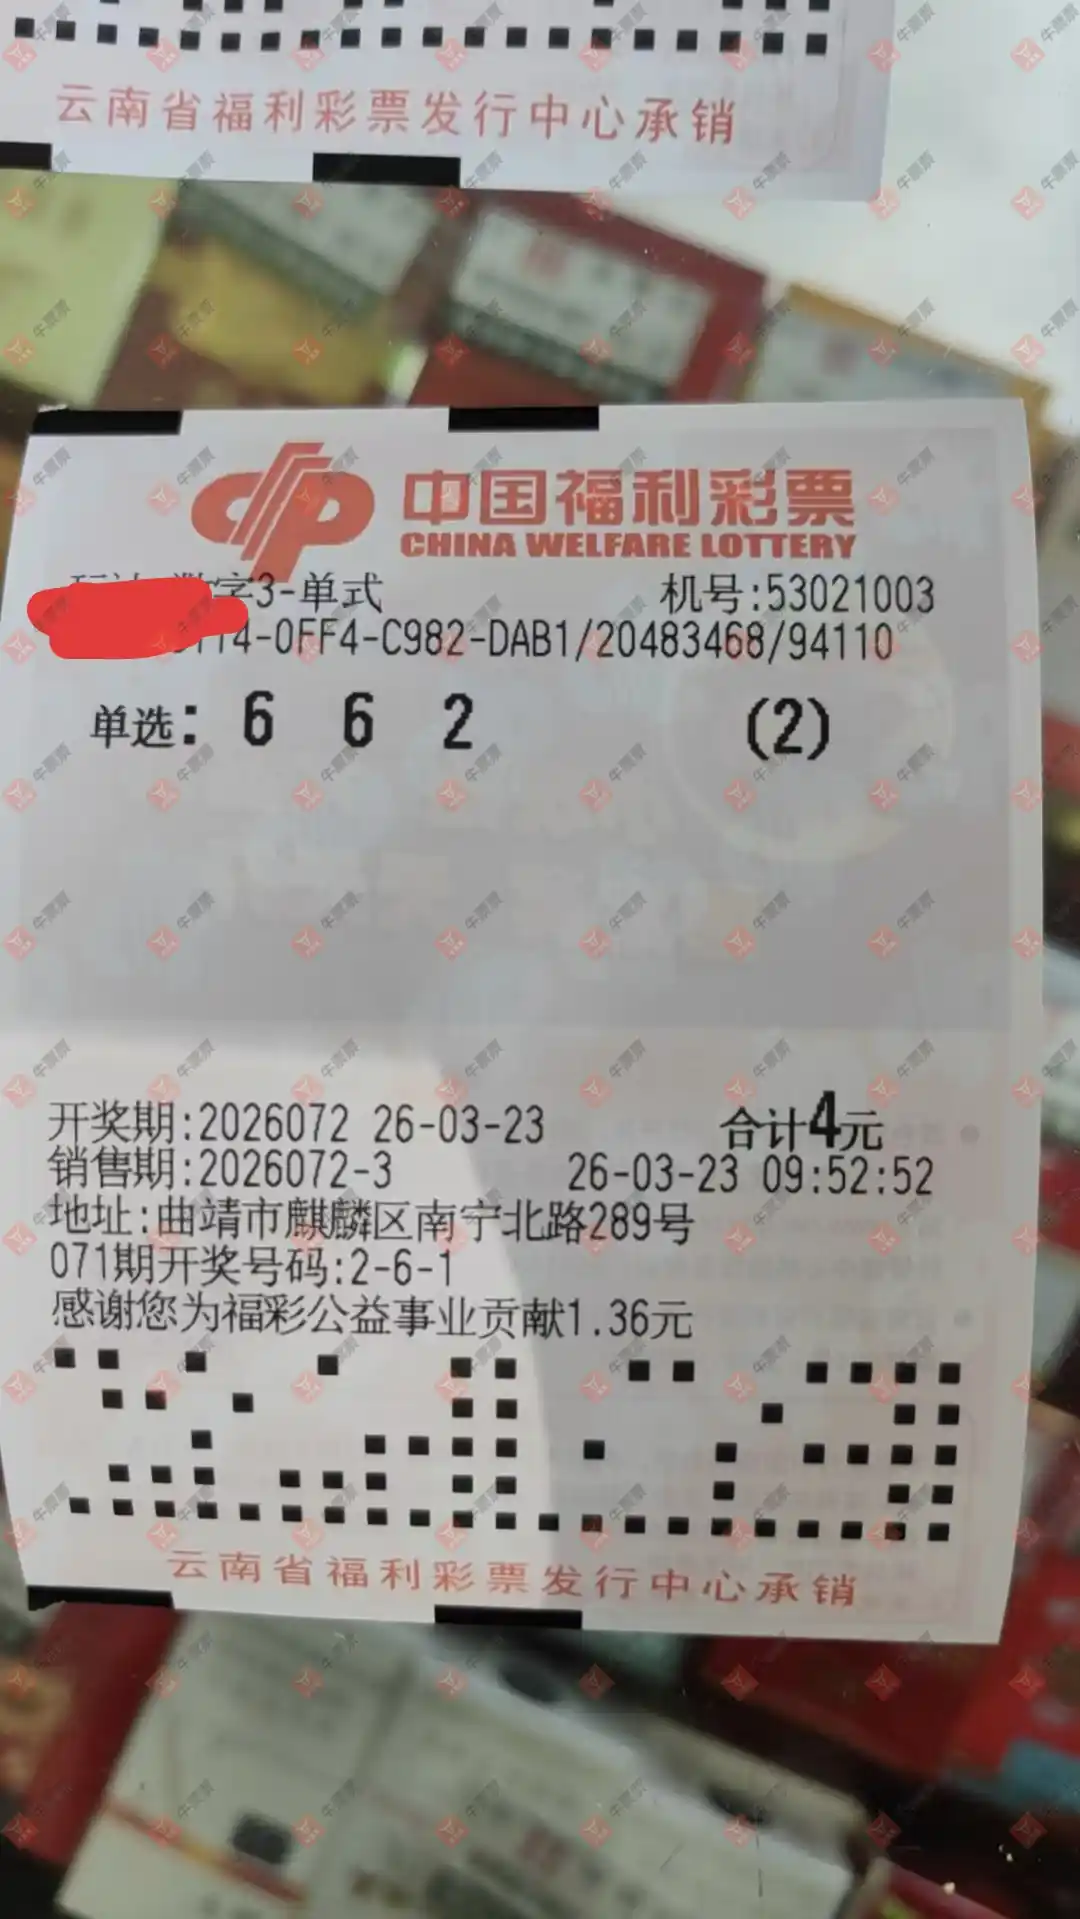 云南省福利彩票发行中心承销
中国福利彩票
CHINA WELFARE LOTTERY
数字3-单式 机号:53021003
4-0FF4-C982-DAB1/20483468/94110
单选: 6 6 2 (2)
开奖期:2026072 26-03-23 合计4元
销售期:2026072-3 26-03-23 09:52:52
地址:曲靖市麒麟区南宁北路289号
071期开奖号码:2-6-1
感谢您为福彩公益事业贡献1.36元
云南省福利彩票发行中心承销
牛票票